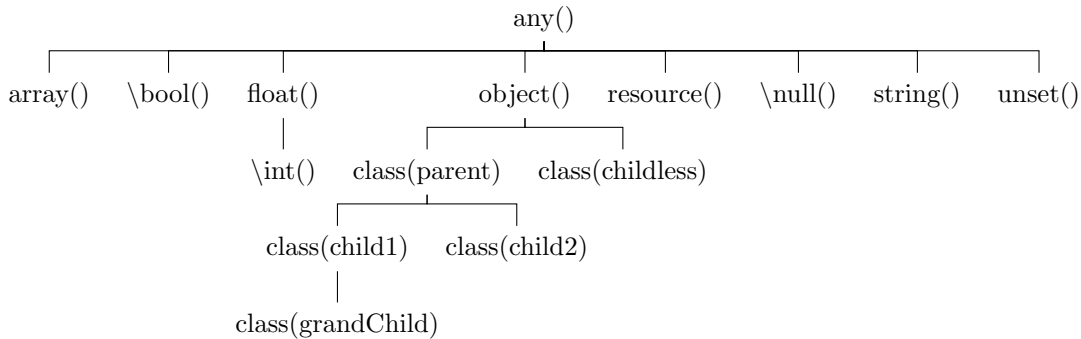 any()
array() \bool() float() object() resource() \null() string() unset()
\int() class(parent) class(childless)
class(child1) class(child2)
class(grandChild)